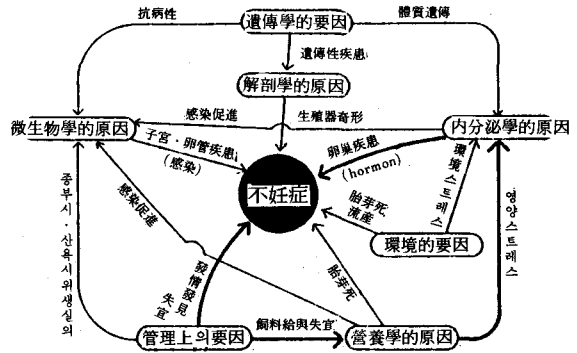 抗病性
遺傳學的要因
體質遺傳
遺傳性疾患
解剖學的原因
感染促進
生殖器奇形
微生物學的原因
内分泌學的原因
子宮·卵管疾患
(感染)
卵巢疾患
(hormon)
環境스트레스
不妊症
胎芽死
流産
環境的要因
종부시·산욕시위생실의
感染促進
發情發見
失宜
胎芽死
영양스트레스
管理上의要因
飼料給與失宜
營養學的原因